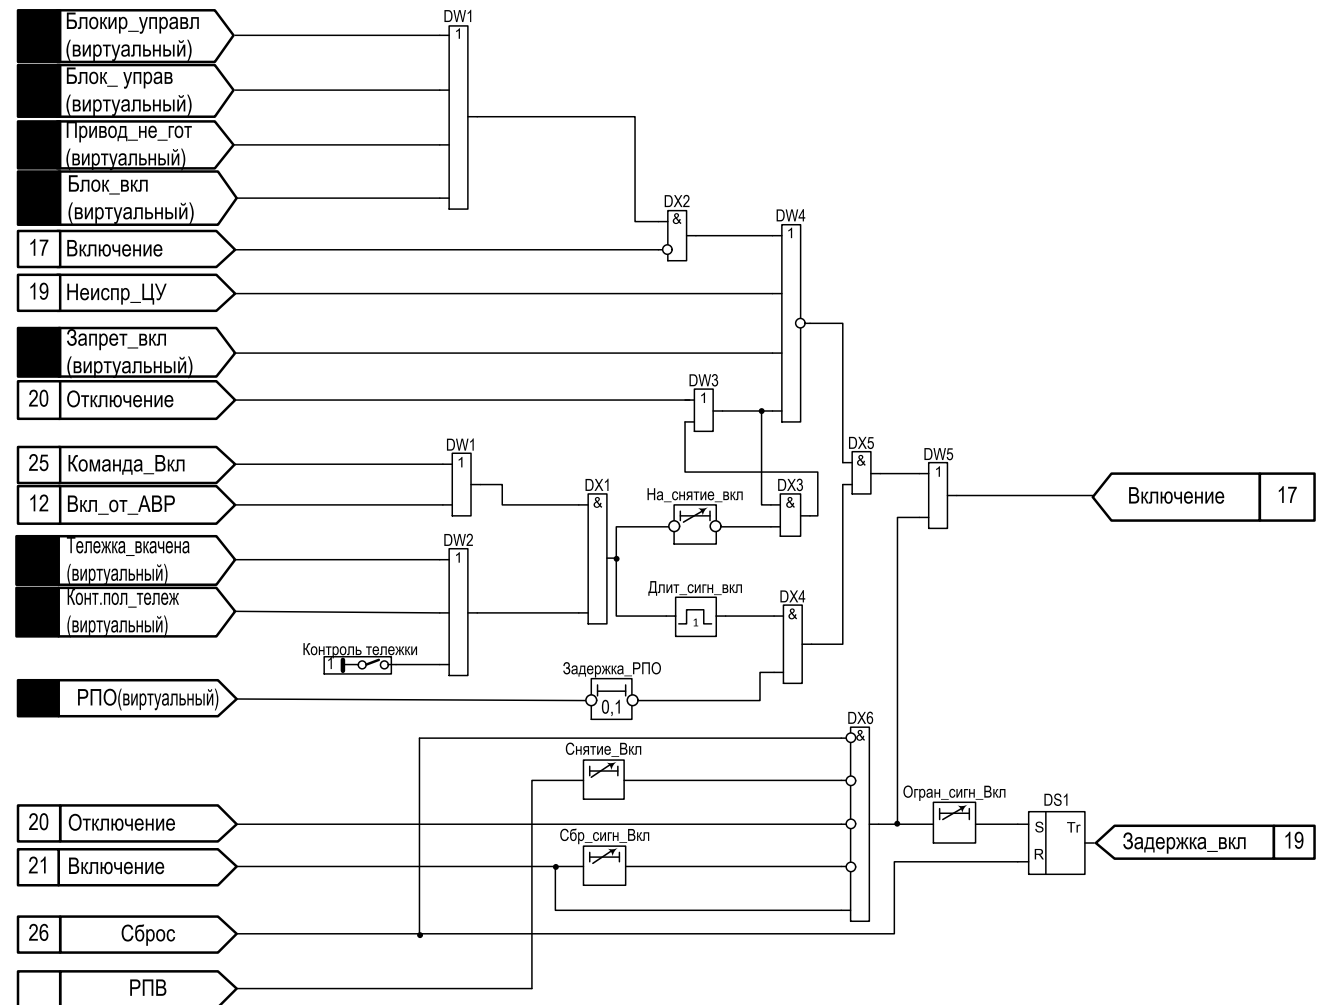 Блокир_управл
(виртуальный)
DW1
1
Блок_ управ
(виртуальный)
Привод_не_гот
(виртуальный)
Блок_вкл
(виртуальный)
DX2
&
DW4
1
17 Включение
19 Неиспр_ЦУ
Запрет_вкл
(виртуальный)
DW3
1
20 Отключение
DX5
&
DW5
1
25 Команда_Вкл
DW1
1
12 Вкл_от_АВР
DX1
&
На_снятие_вкл
DX3
&
Включение 17
Тележка_вкачена
(виртуальный)
DW2
1
Конт.пол_тележ
(виртуальный)
Длит_сигн_вкл
1
DX4
&
Контроль тележки
1
Задержка_РПО
0,1
РПО(виртуальный)
DX6
&
Снятие_Вкл
Огран_сигн_Вкл
DS1
S Tr
R
20 Отключение
Сбр_сигн_Вкл
Задержка_вкл 19
21 Включение
26 Сброс
РПВ